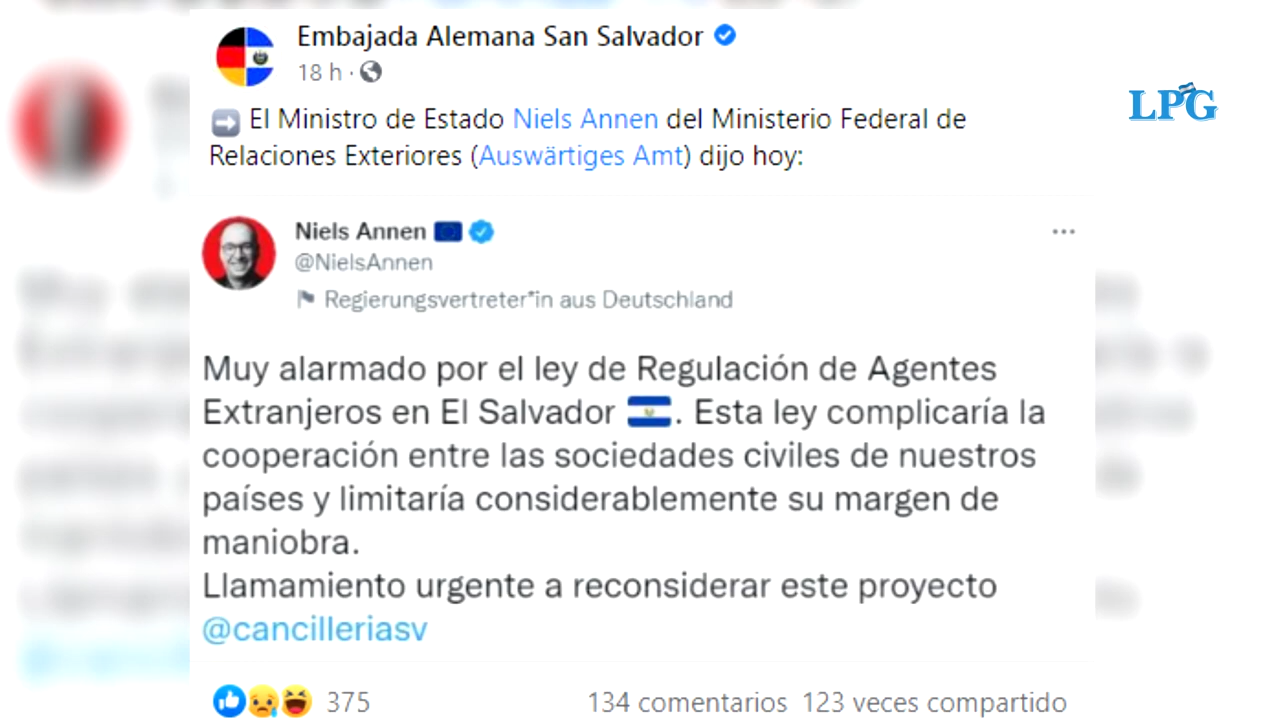 Embajada Alemana San Salvador
18 h ·
LPG
El Ministro de Estado Niels Annen del Ministerio Federal de
Relaciones Exteriores (Auswärtiges Amt) dijo hoy:
Niels Annen
@NielsAnnen
Regierungsvertreter*in aus Deutschland
Muy alarmado por el ley de Regulación de Agentes
Extranjeros en El Salvador 🇸🇻. Esta ley complicaría la
cooperación entre las sociedades civiles de nuestros
países y limitaría considerablemente su margen de
maniobra.
Llamamiento urgente a reconsiderar este proyecto
@cancilleriasv
375 134 comentarios 123 veces compartido